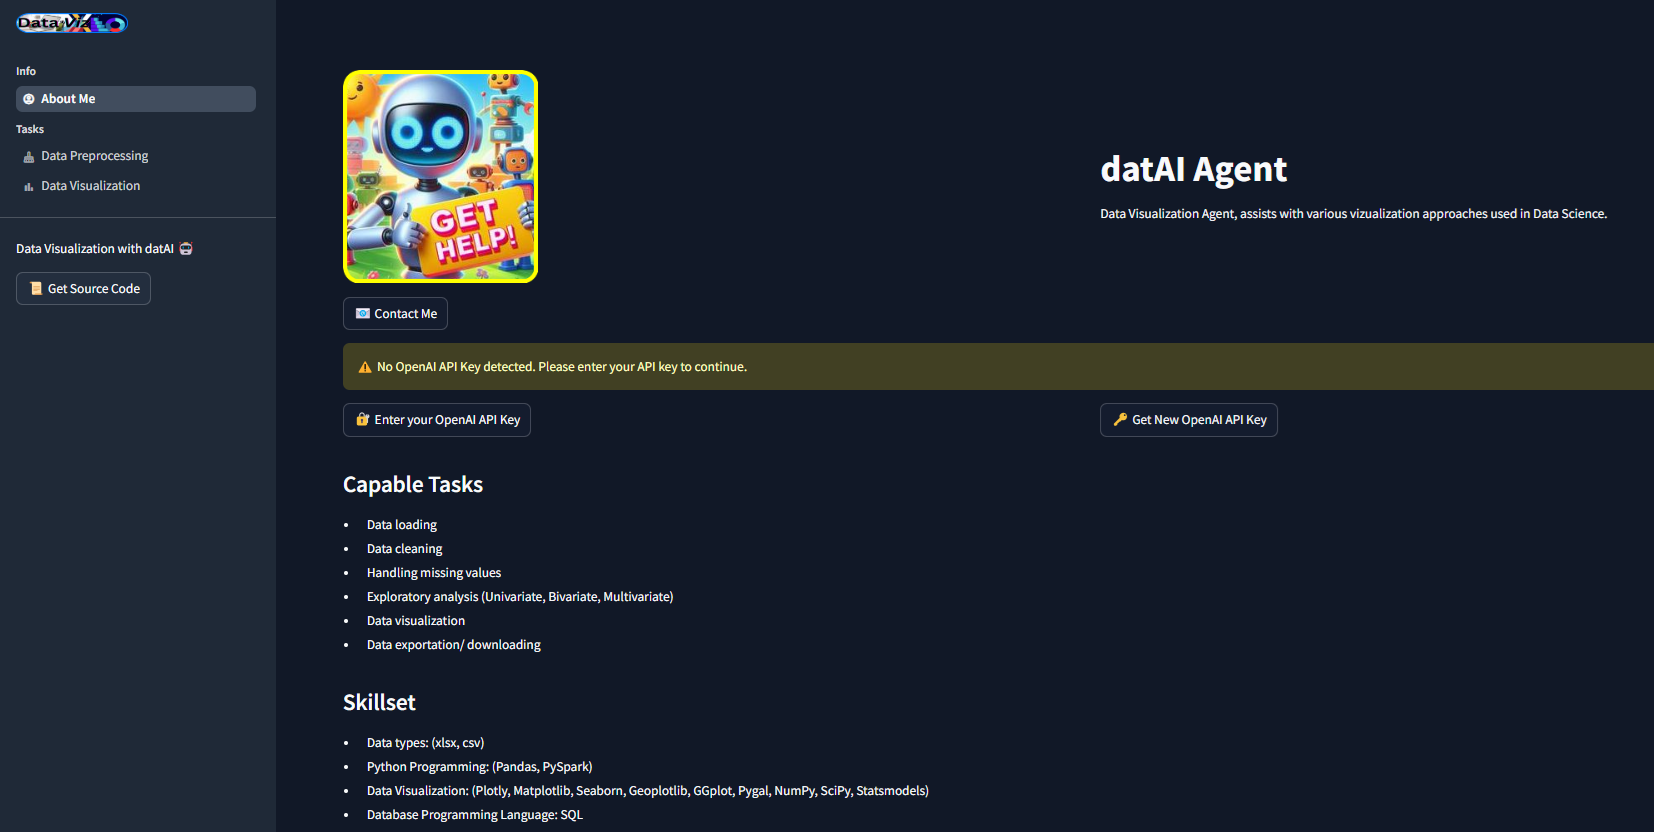 Data Viz
Info
About Me
Tasks
Data Preprocessing
Data Visualization
Data Visualization with datAI
Get Source Code
GET
HELP!
datAI Agent
Data Visualization Agent, assists with various vizualization approaches used in Data Science.
Contact Me
No OpenAI API Key detected. Please enter your API key to continue.
Enter your OpenAI API Key
Get New OpenAI API Key
Capable Tasks
• Data loading
• Data cleaning
• Handling missing values
• Exploratory analysis (Univariate, Bivariate, Multivariate)
• Data visualization
• Data exportation/ downloading
Skillset
• Data types: (xlsx, csv)
• Python Programming: (Pandas, PySpark)
• Data Visualization: (Plotly, Matplotlib, Seaborn, Geoplotlib, GGplot, Pygal, NumPy, SciPy, Statsmodels)
• Database Programming Language: SQL